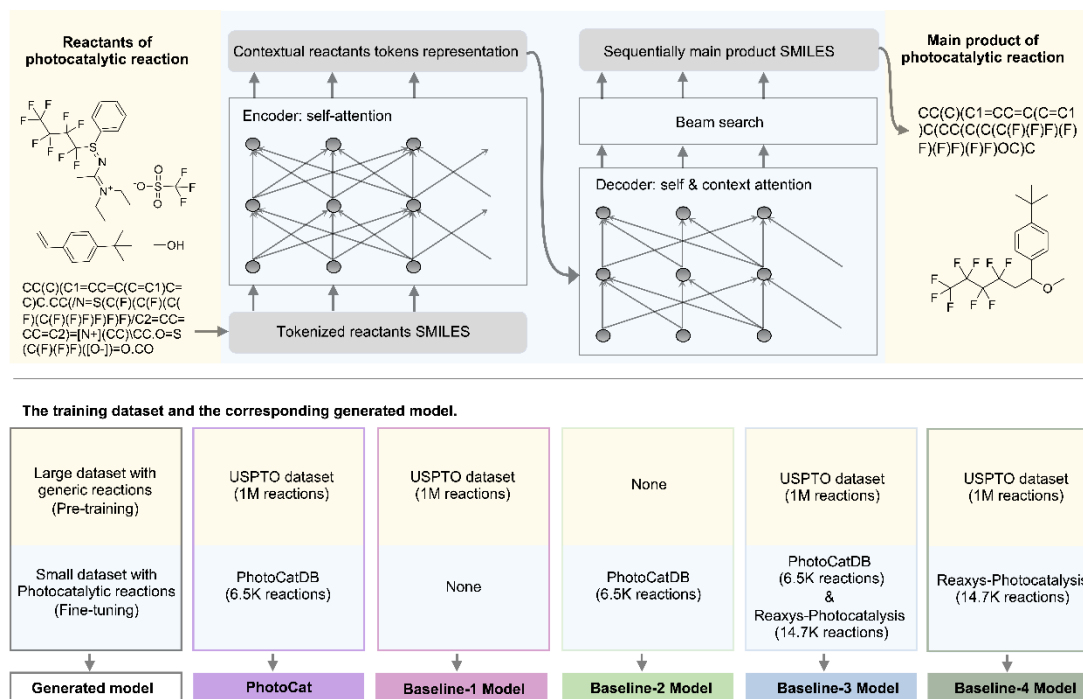 Reactants of
photocatalytic reaction
F
F
F
F
F
F
F
F
F
S
N
N+
-O
S
O
O
F
F
F
OH
CC(C)(C1=CC=C(C=C1)C=
C)C.CC(/N=S(C(F)(C(F)(C(
F)(C(F)(F)F)F)F)F)/C2=CC=
CC=C2)=[N+](CC)\CC.O=S
(C(F)(F)F)([O-])=O.CO
Contextual reactants tokens representation
Encoder: self-attention
Tokenized reactants SMILES
Sequentially main product SMILES
Beam search
Decoder: self & context attention
Main product of
photocatalytic reaction
CC(C)(C1=CC=C(C=C1
)C(CC(C(C(C(F)(F)F)(F)
F)(F)F)(F)F)OC)C
F
F
F
F
F
F
F
F
F
O
The training dataset and the corresponding generated model.
Large dataset with
generic reactions
(Pre-training)
Small dataset with
Photocatalytic reactions
(Fine-tuning)
Generated model
USPTO dataset
(1M reactions)
PhotoCatDB
(6.5K reactions)
PhotoCat
USPTO dataset
(1M reactions)
None
Baseline-1 Model
None
PhotoCatDB
(6.5K reactions)
Baseline-2 Model
USPTO dataset
(1M reactions)
PhotoCatDB
(6.5K reactions)
&
Reaxys-Photocatalysis
(14.7K reactions)
Baseline-3 Model
USPTO dataset
(1M reactions)
Reaxys-Photocatalysis
(14.7K reactions)
Baseline-4 Model